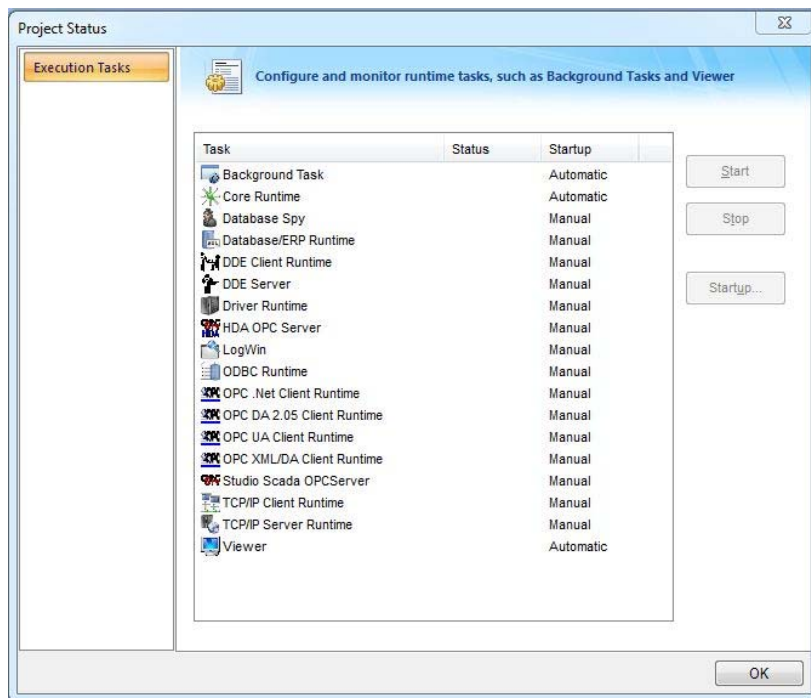 Project Status
Execution Tasks
Configure and monitor runtime tasks, such as Background Tasks and Viewer
Task Status Startup
Background Task Automatic
Core Runtime Automatic
Database Spy Manual
Database/ERP Runtime Manual
DDE Client Runtime Manual
DDE Server Manual
Driver Runtime Manual
HDA OPC Server Manual
LogWin Manual
ODBC Runtime Manual
OPC .Net Client Runtime Manual
OPC DA 2.05 Client Runtime Manual
OPC UA Client Runtime Manual
OPC XML/DA Client Runtime Manual
Studio Scada OPCServer Manual
TCP/IP Client Runtime Manual
TCP/IP Server Runtime Manual
Viewer Automatic
Start
Stop
Startup...
OK